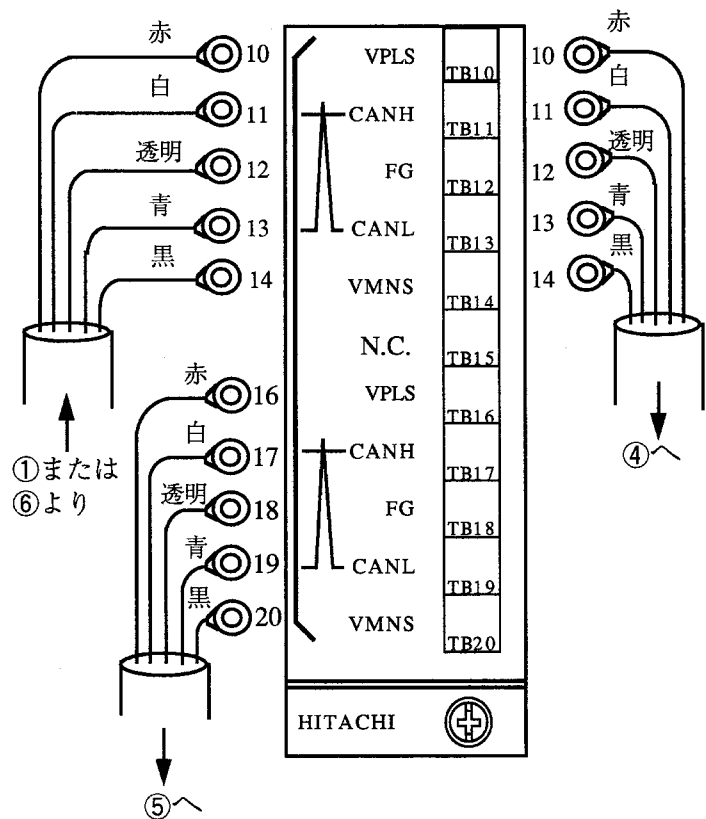 赤 10 VPLS TB10 10 赤
白 11 CANH TB11 11 白
透明 12 FG TB12 12 透明
青 13 CANL TB13 13 青
黒 14 VMNS TB14 14 黒
N.C. TB15
赤 16 VPLS TB16
白 17 CANH TB17
透明 18 FG TB18
青 19 CANL TB19
黒 20 VMNS TB20
①または
⑥より
④へ
HITACHI
⑤へ